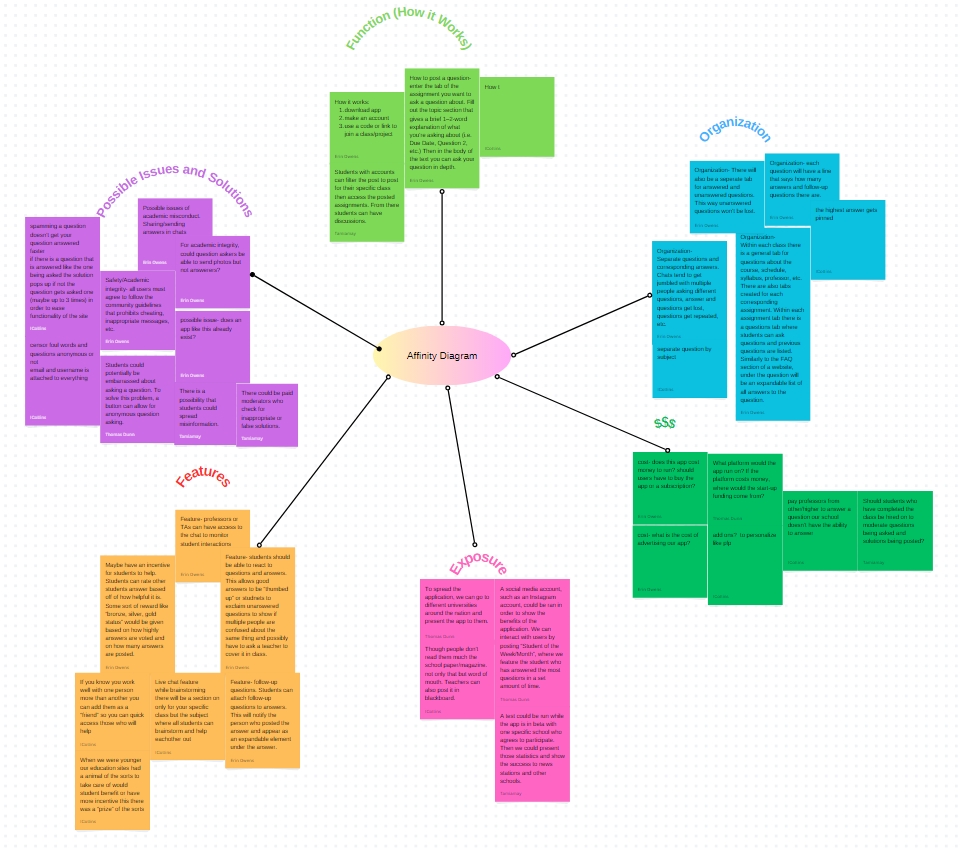 Function (How it Works)
How it works:
1. download app
2. make an account
3. use a code or link to
join a class/project
Erin Owens
Students with accounts
can filter the post to post
for their specific class
then access the posted
assignments. From there
students can have
discussions.
Tamlamay
How to post a question-
enter the tab of the
assignment you want to
ask a question about. Fill
out the topic section that
gives a brief 1–2-word
explanation of what
you're asking about (i.e.
Due Date, Question 2,
etc.) Then in the body of
the text you can ask your
question in depth.
Erin Owens
How t
Organization
Organization- There will
also be a seperate tab
for answered and
unanswered questions.
This way unanswered
questions won't be lost.
Erin Owens
Organization- each
question will have a line
that says how many
answers and follow-up
questions there are.
Erin Owens
the highest answer gets
pinned
Organization-
Separate questions and
corresponding answers.
Chats tend to get
jumbled with multiple
people asking different
questions, answer and
questions get lost,
questions get repeated,
etc.
Erin Owens
separate question by
subject
Organization-
Within each class there
is a general tab for
questions about the
course, schedule,
syllabus, professor, etc.
There are also tabs
created for each
corresponding
assignment. Within each
assignment tab there is
a questions tab where
students can ask
questions and previous
questions are listed.
Similarly to the FAQ
section of a website,
under the question will
be an expandable list of
all answers to the
question.
Erin Owens
Possible Issues and Solutions
spamming a question
doesn't get your
question answered
faster
if there is a question that
is answered like the one
being asked the solution
pops up if not the
question gets asked one
(maybe up to 3 times) in
order to ease
functionality of the site
censor foul words and
questions anonymous or
not
email and username is
attached to everything
Possible issues of
academic misconduct.
Sharing/sending
answers in chats
Erin Owens
For academic integrity,
could question askers be
able to send photos but
not answerers?
Erin Owens
Safety/Academic
integrity- all users must
agree to follow the
community guidelines
that prohibits cheating,
inappropriate messages,
etc.
Erin Owens
possible issue- does an
app like this already
exist?
Erin Owens
Students could
potentially be
embarrassed about
asking a question. To
solve this problem, a
button can allow for
anonymous question
asking.
Thomas Dunn
There is a
possibility that
students could
spread
misinformation.
Tamlamay
There could be paid
moderators who
check for
inappropriate or
false solutions.
Tamlamay
Affinity Diagram
$$$
cost- does this app cost
money to run? should
users have to buy the
app or a subscription?
Erin Owens
What platform would the
app run on? If the
platform costs money,
where would the start-up
funding come from?
Thomas Dunn
cost- what is the cost of
advertising our app?
Erin Owens
add ons? to personalize
like pfp
pay professors from
other/higher to answer a
question our school
doesn't have the ability
to answer
Should students who
have completed the
class be hired on to
moderate questions
being asked and
solutions being posted?
Tamlamay
Features
Feature- professors or
TAs can have access to
the chat to monitor
student interactions
Erin Owens
Maybe have an incentive
for students to help.
Students can rate other
students answer based
off of how helpful it is.
Some sort of reward like
"bronze, silver, gold
status" would be given
based on how highly
answers are voted and
on how many answers
are posted.
Erin Owens
Feature- students should
be able to react to
questions and answers.
This allows good
answers to be "thumbed
up" or studnets to
exclaim unanswered
questions to show if
multiple people are
confused about the
same thing and possibly
have to ask a teacher to
cover it in class.
Erin Owens
If you know you work
well with one person
more than another you
can add them as a
"friend" so you can quick
access those who will
help
Live chat feature
while brainstorming
there will be a section on
only for your specific
class but the subject
where all students can
brainstorm and help
eachother out
Feature- follow-up
questions. Students can
attach follow-up
questions to answers.
This will notify the
person who posted the
answer and appear as
an expandable element
under the answer.
Erin Owens
When we were younger
our education sites had
a animal of the sorts to
take care of would
student benefit or have
more incentive this there
was a "prize" of the sorts
Exposure
To spread the
application, we can go to
different universities
around the nation and
present the app to them.
Thomas Dunn
Though people don't
read them much the
school paper/magazine.
not only that but word of
mouth. Teachers can
also post it in
blackboard.
A social media account,
such as an Instagram
account, could be ran in
order to show the
benefits of the
application. We can
interact with users by
posting "Student of the
Week/Month", where we
feature the student who
has answered the most
questions in a set
amount of time.
Thomas Dunn
A test could be run while
the app is in beta with
one specific school who
agrees to participate.
Then we could present
those statistics and show
the success to news
stations and other
schools.
Tamlamay